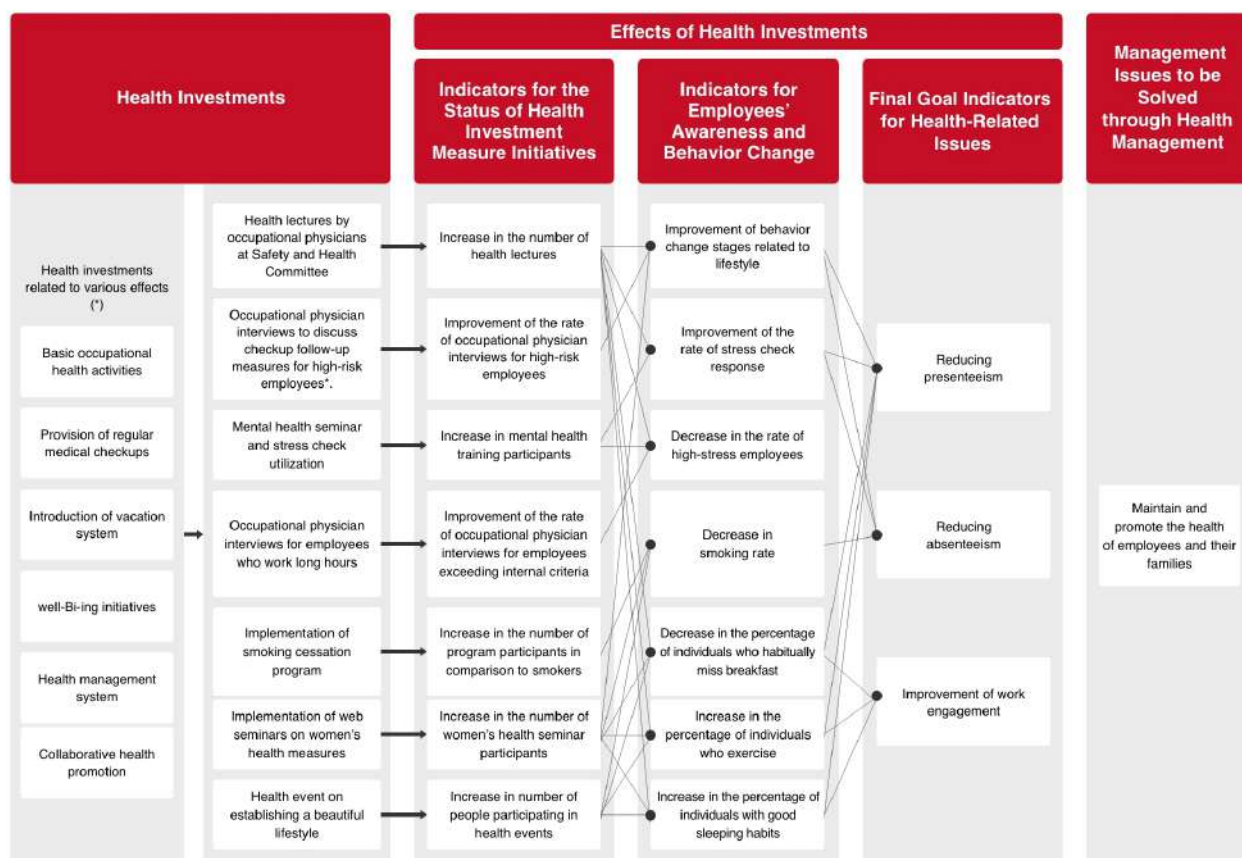 Effects of Health Investments
Health Investments
Indicators for the
Status of Health
Investment
Measure Initiatives
Indicators for
Employees'
Awareness and
Behavior Change
Final Goal Indicators
for Health-Related
Issues
Management
Issues to be
Solved
through Health
Management
Health investments
related to various effects
(*)
Basic occupational
health activities
Provision of regular
medical checkups
Introduction of vacation
system
well-Bi-ing initiatives
Health management
system
Collaborative health
promotion
Health lectures by
occupational physicians
at Safety and Health
Committee
Occupational physician
interviews to discuss
checkup follow-up
measures for high-risk
employees*.
Mental health seminar
and stress check
utilization
Occupational physician
interviews for employees
who work long hours
Implementation of
smoking cessation
program
Implementation of web
seminars on women's
health measures
Health event on
establishing a beautiful
lifestyle
Increase in the number of
health lectures
Improvement of the rate
of occupational physician
interviews for high-risk
employees
Increase in mental health
training participants
Improvement of the rate
of occupational physician
interviews for employees
exceeding internal criteria
Increase in the number of
program participants in
comparison to smokers
Increase in the number of
women's health seminar
participants
Increase in number of
people participating in
health events
Improvement of behavior
change stages related to
lifestyle
Improvement of the
rate of stress check
response
Decrease in the rate of
high-stress employees
Decrease in
smoking rate
Decrease in the percentage
of individuals who habitually
miss breakfast
Increase in the
percentage of individuals
who exercise
Increase in the percentage of
individuals with good
sleeping habits
Reducing
presenteeism
Reducing
absenteeism
Improvement of work
engagement
Maintain and
promote the health
of employees and their
families